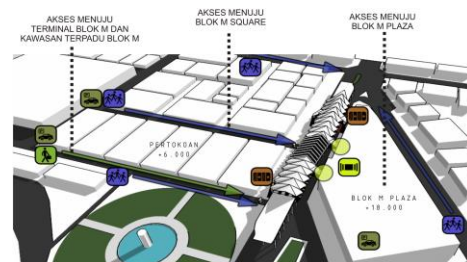 AKSES MENUJU
TERMINAL BLOK M DAN
KAWASAN TERPADU BLOK M
AKSES MENUJU
BLOK M SQUARE
AKSES MENUJU
BLOK M PLAZA
PERTOKOAN
+6.000
BLOK M PLAZA
+18.000